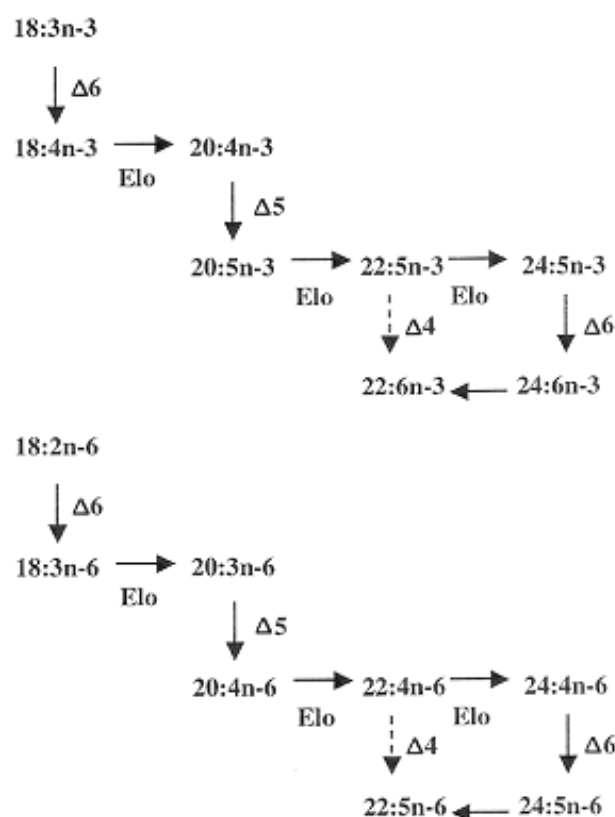 18:3n-3
Δ6
18:4n-3 20:4n-3
Elo
Δ5
20:5n-3 22:5n-3 24:5n-3
Elo Elo
Δ4 Δ6
22:6n-3 24:6n-3
18:2n-6
Δ6
18:3n-6 20:3n-6
Elo
Δ5
20:4n-6 22:4n-6 24:4n-6
Elo Elo
Δ4 Δ6
22:5n-6 24:5n-6